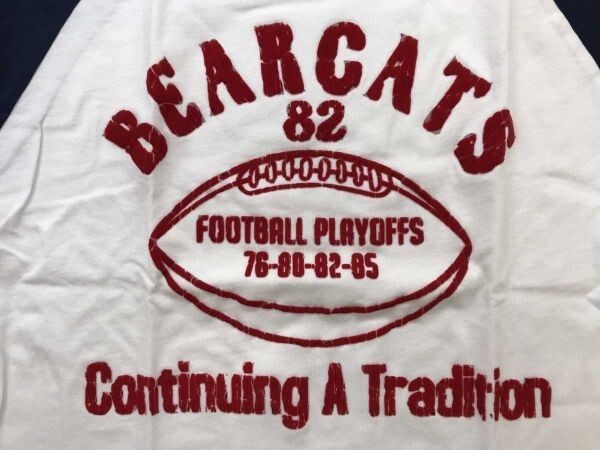 BEARCATS
82
FOOTBALL PLAYOFFS
76-80-82-85
Continuing A Tradition